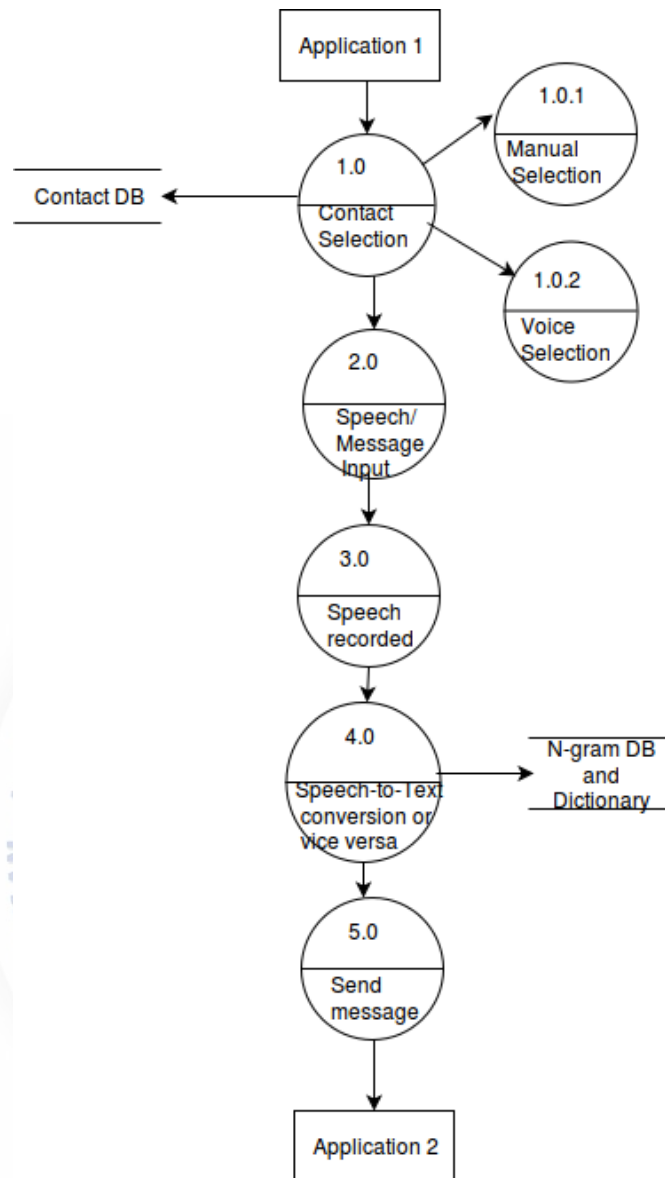 Application 1
1.0.1
Manual
Selection
1.0
Contact
Selection
Contact DB
1.0.2
Voice
Selection
2.0
Speech/
Message
Input
3.0
Speech
recorded
4.0
Speech-to-Text
conversion or
vice versa
N-gram DB
and
Dictionary
5.0
Send
message
Application 2